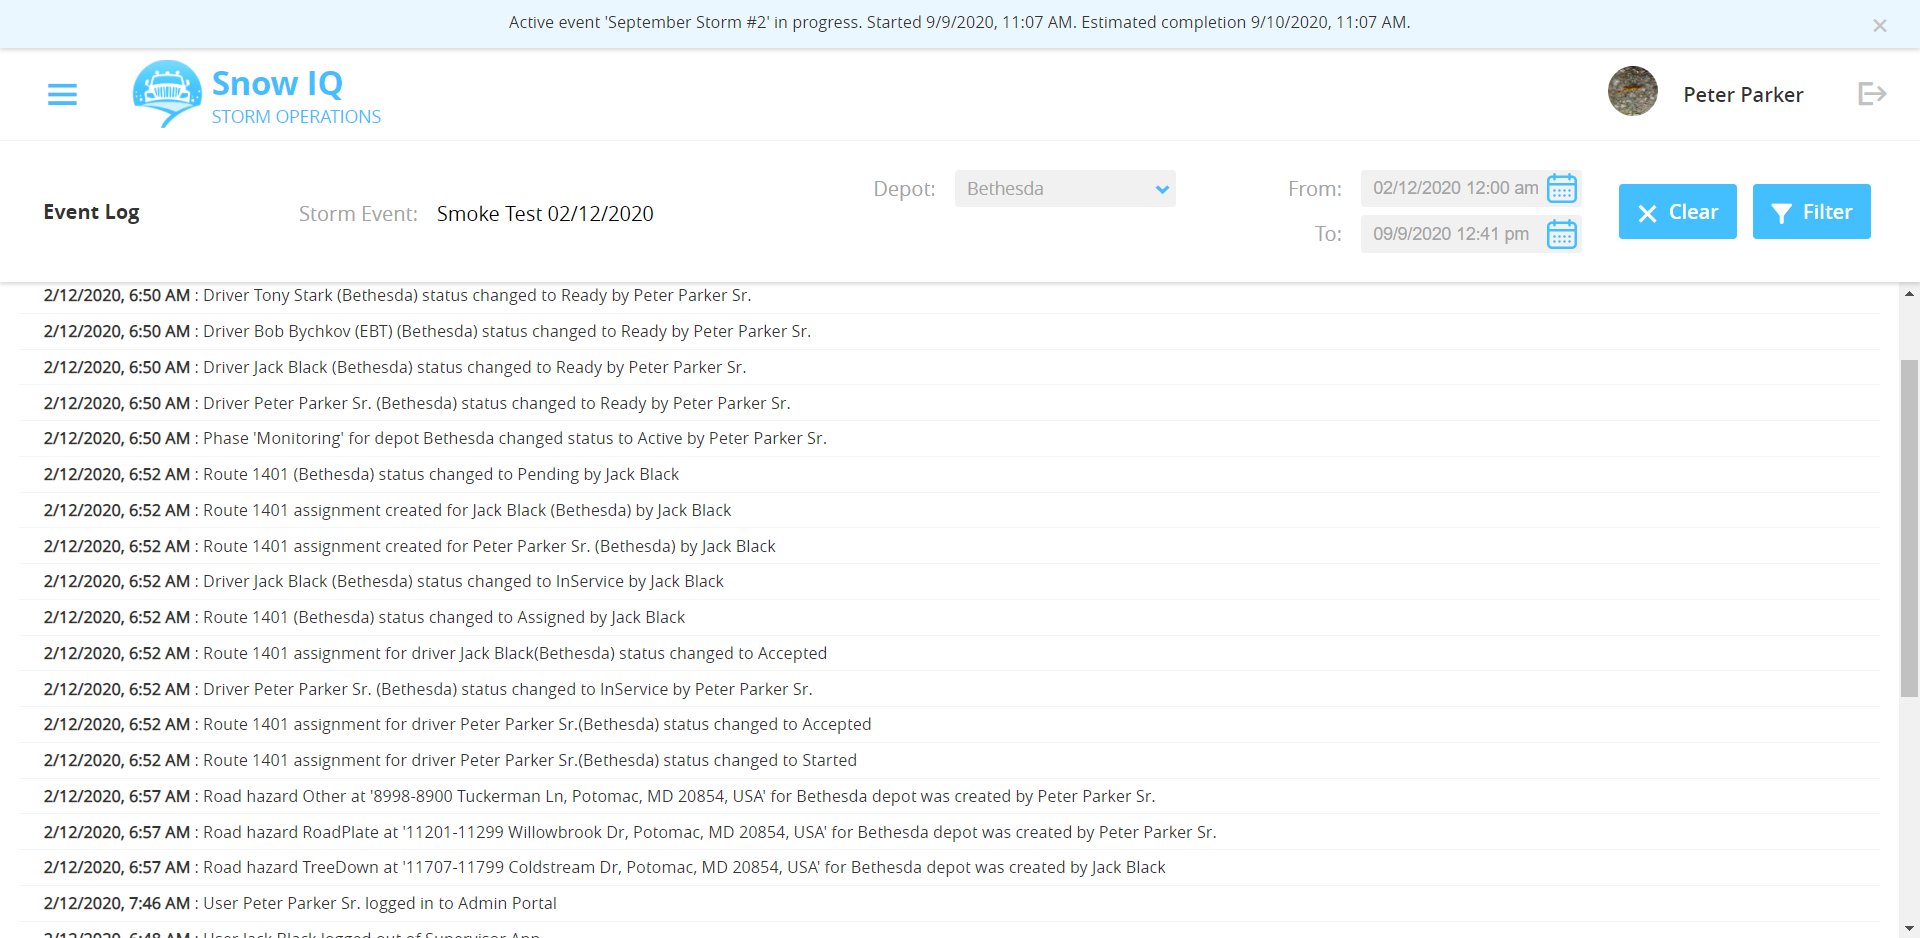 Active event 'September Storm #2' in progress. Started 9/9/2020, 11:07 AM. Estimated completion 9/10/2020, 11:07 AM.
Snow IQ
STORM OPERATIONS
Peter Parker
Event Log
Storm Event: Smoke Test 02/12/2020
Depot: Bethesda
From: 02/12/2020 12:00 am
To: 09/9/2020 12:41 pm
Clear
Filter
2/12/2020, 6:50 AM : Driver Tony Stark (Bethesda) status changed to Ready by Peter Parker Sr.
2/12/2020, 6:50 AM : Driver Bob Bychkov (EBT) (Bethesda) status changed to Ready by Peter Parker Sr.
2/12/2020, 6:50 AM : Driver Jack Black (Bethesda) status changed to Ready by Peter Parker Sr.
2/12/2020, 6:50 AM : Driver Peter Parker Sr. (Bethesda) status changed to Ready by Peter Parker Sr.
2/12/2020, 6:50 AM : Phase 'Monitoring' for depot Bethesda changed status to Active by Peter Parker Sr.
2/12/2020, 6:52 AM : Route 1401 (Bethesda) status changed to Pending by Jack Black
2/12/2020, 6:52 AM : Route 1401 assignment created for Jack Black (Bethesda) by Jack Black
2/12/2020, 6:52 AM : Route 1401 assignment created for Peter Parker Sr. (Bethesda) by Jack Black
2/12/2020, 6:52 AM : Driver Jack Black (Bethesda) status changed to InService by Jack Black
2/12/2020, 6:52 AM : Route 1401 (Bethesda) status changed to Assigned by Jack Black
2/12/2020, 6:52 AM : Route 1401 assignment for driver Jack Black(Bethesda) status changed to Accepted
2/12/2020, 6:52 AM : Driver Peter Parker Sr. (Bethesda) status changed to InService by Peter Parker Sr.
2/12/2020, 6:52 AM : Route 1401 assignment for driver Peter Parker Sr.(Bethesda) status changed to Accepted
2/12/2020, 6:52 AM : Route 1401 assignment for driver Peter Parker Sr.(Bethesda) status changed to Started
2/12/2020, 6:57 AM : Road hazard Other at '8998-8900 Tuckerman Ln, Potomac, MD 20854, USA' for Bethesda depot was created by Peter Parker Sr.
2/12/2020, 6:57 AM : Road hazard RoadPlate at '11201-11299 Willowbrook Dr, Potomac, MD 20854, USA' for Bethesda depot was created by Peter Parker Sr.
2/12/2020, 6:57 AM : Road hazard TreeDown at '11707-11799 Coldstream Dr, Potomac, MD 20854, USA' for Bethesda depot was created by Jack Black
2/12/2020, 7:46 AM : User Peter Parker Sr. logged in to Admin Portal
2/12/2020, 6:48 AM : User Jack Black logged out of Supervisor App